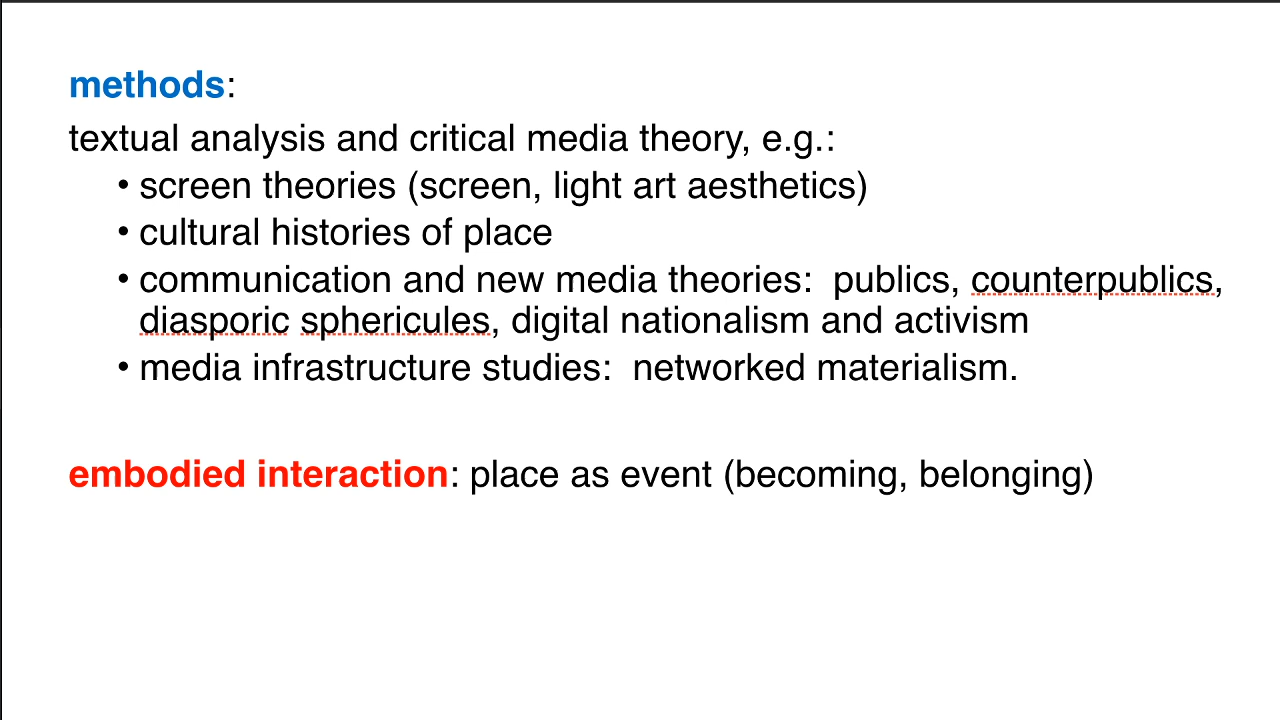 methods:
textual analysis and critical media theory, e.g.:
• screen theories (screen, light art aesthetics)
• cultural histories of place
• communication and new media theories:  publics, counterpublics,
diasporic sphericules, digital nationalism and activism
• media infrastructure studies:  networked materialism.
embodied interaction: place as event (becoming, belonging)